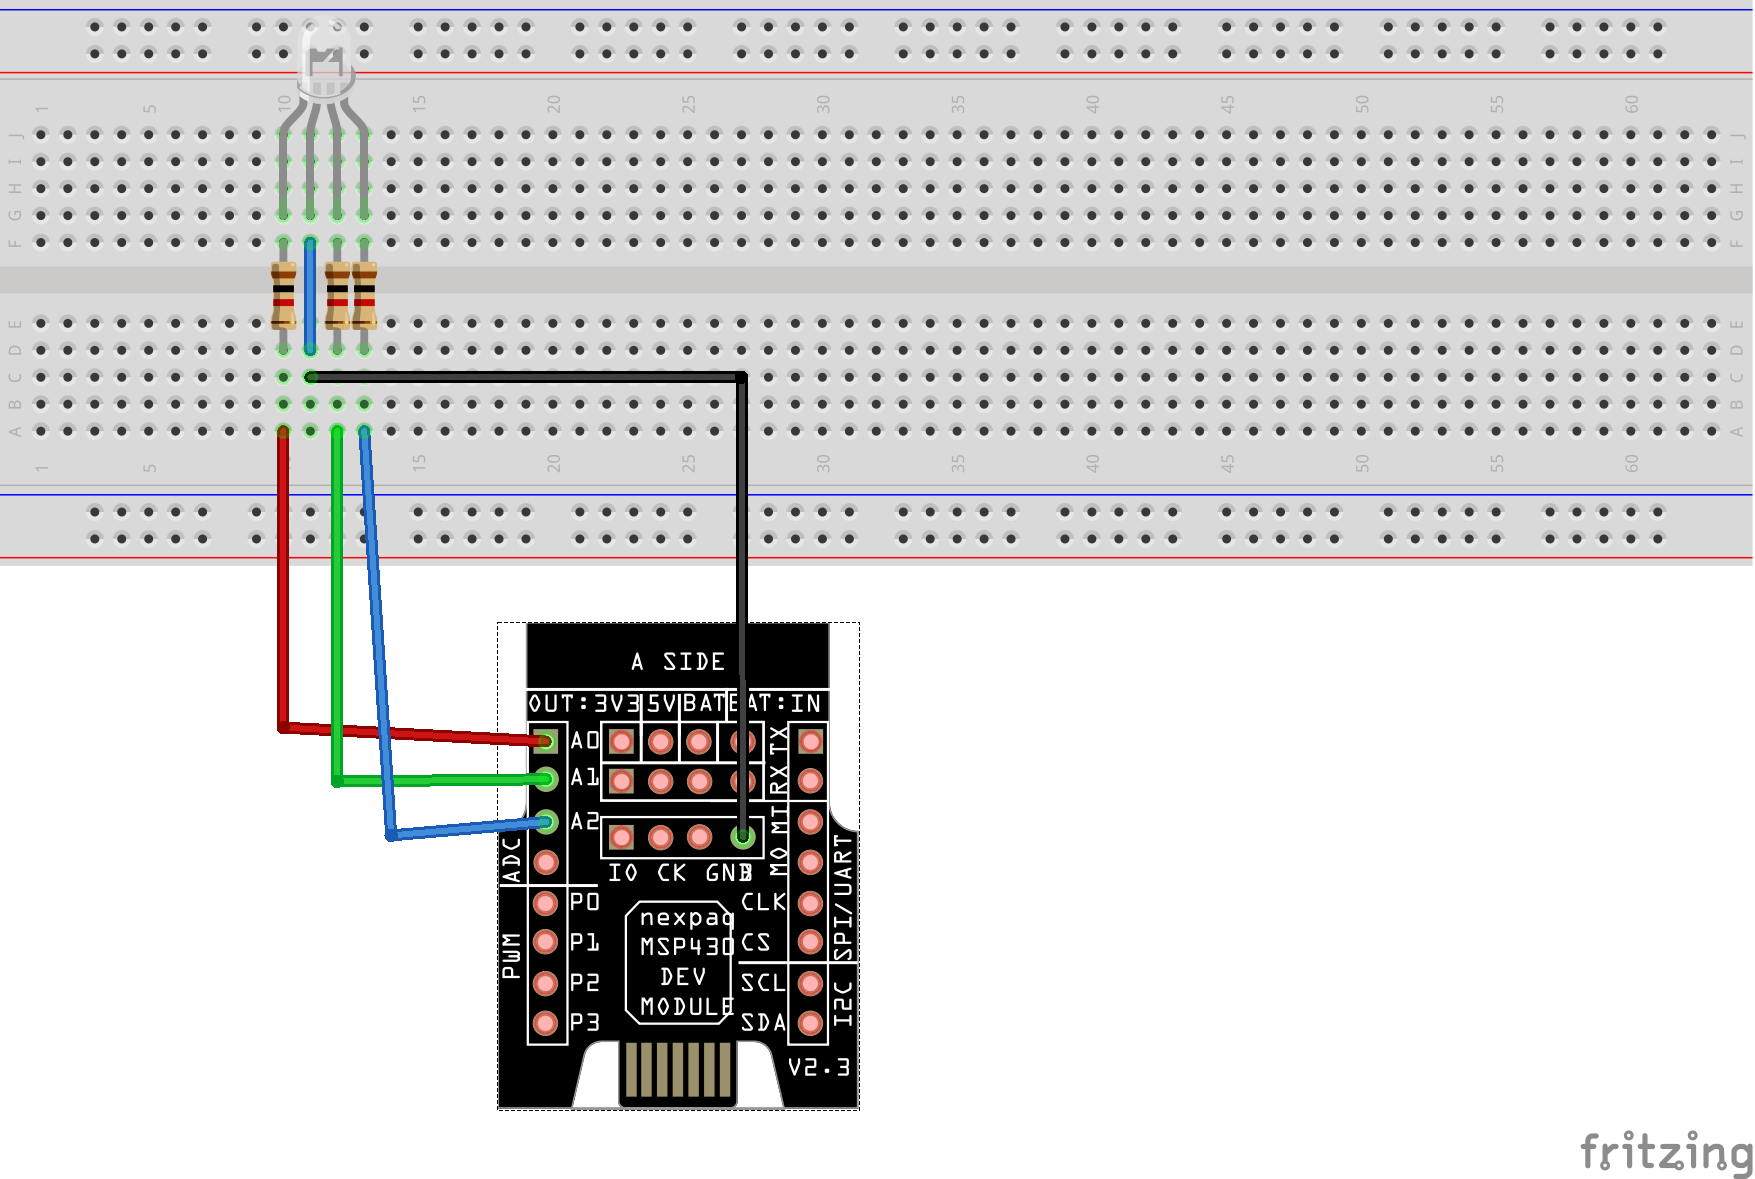 1 5 10 15 20 25 30 35 40 45 50 55 60
J J
I I
H H
G G
F F
E E
D D
C C
B B
A A
1 5 15 20 25 30 35 40 45 50 55 60
A SIDE
OUT:3V3 5V BAT BAT:IN
A0 TX
A1 RX
A2 MT
ADC MO
IO CK GND
P0 CLK
P1 CS
P2 SCL
P3 SDA
PWM
SPI/UART
I2C
nexpaq
MSP430
DEV
MODULE
V2.3
fritzing